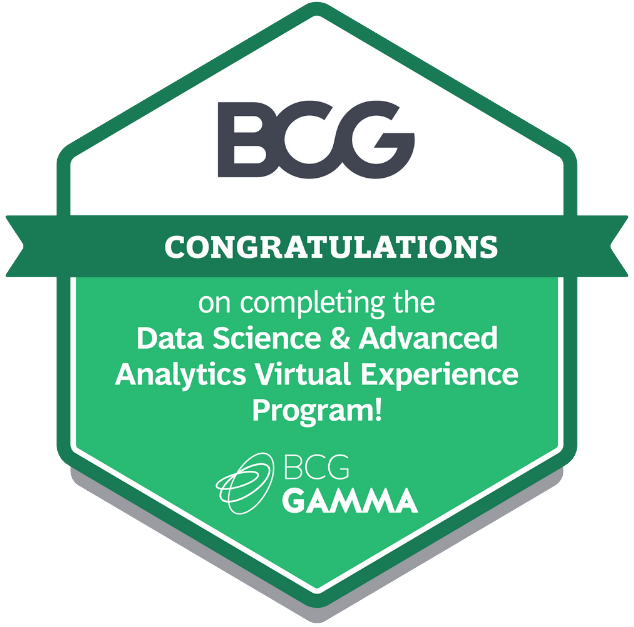 BCG
CONGRATULATIONS
on completing the
Data Science & Advanced
Analytics Virtual Experience
Program!
BCG
GAMMA